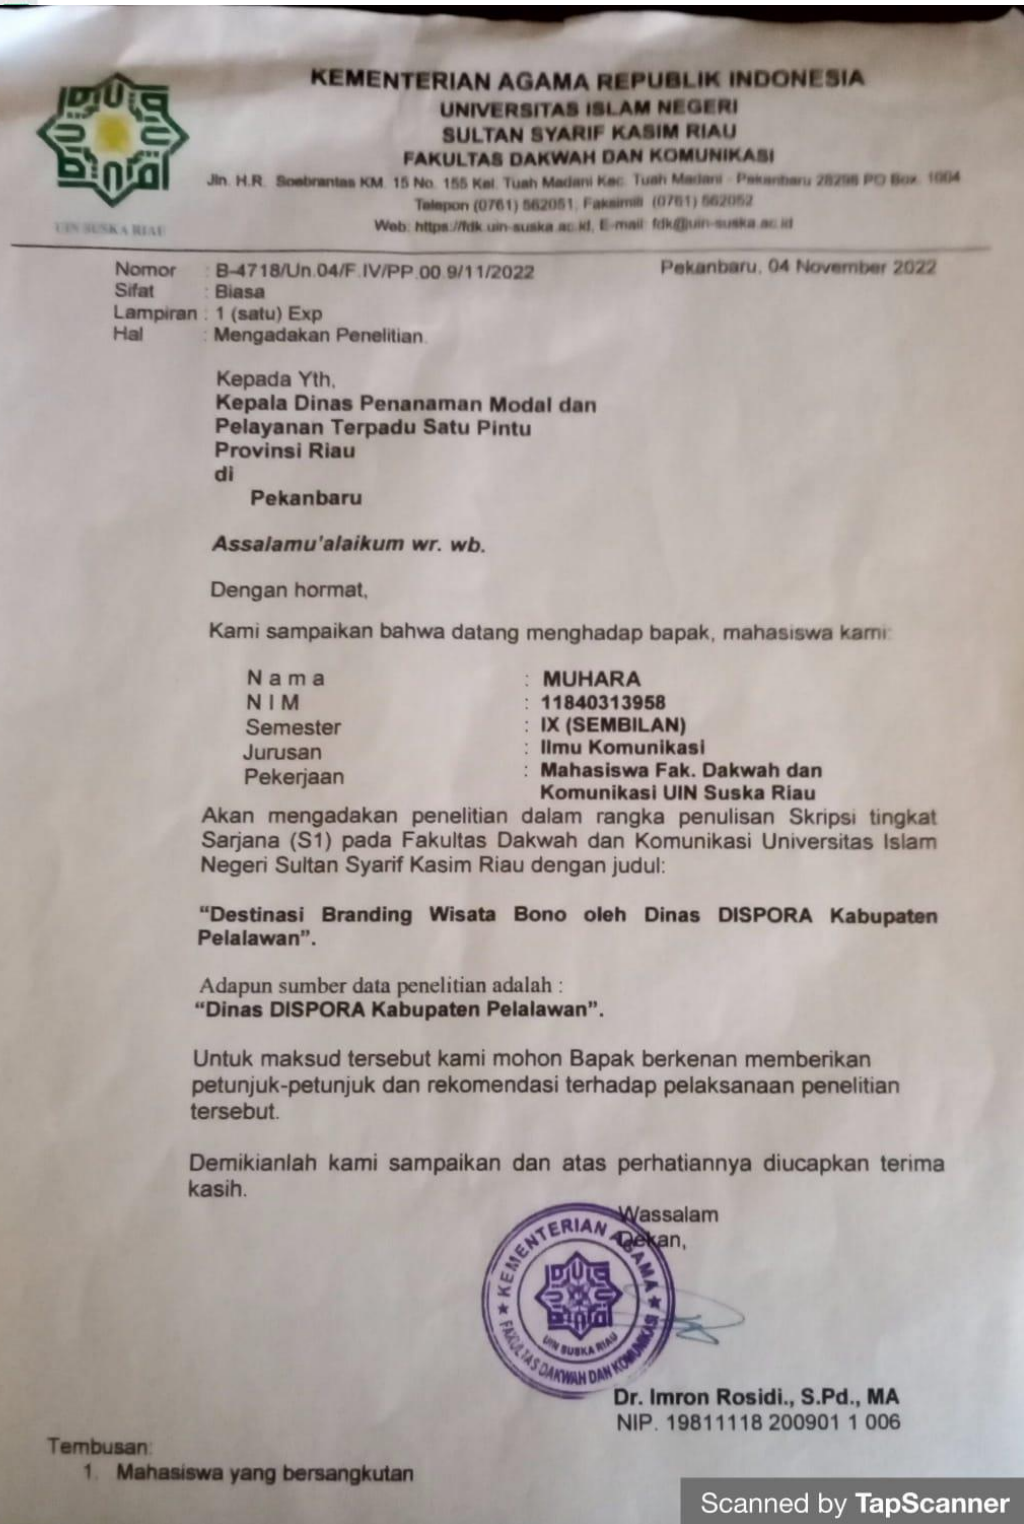 KEMENTERIAN AGAMA REPUBLIK INDONESIA
UNIVERSITAS ISLAM NEGERI
SULTAN SYARIF KASIM RIAU
FAKULTAS DAKWAH DAN KOMUNIKASI
Jln. H.R. Soebrantas KM. 15 No. 155 Kel. Tuah Madani Kec. Tuah Madani - Pekanbaru 28298 PO Box. 1004
Telepon (0761) 562051, Faksimili (0761) 562052
Web: https://fdk.uin-suska.ac.id, E-mail: fdk@uin-suska.ac.id
UIN SUSKA RIAU
Nomor : B-4718/Un.04/F.IV/PP.00.9/11/2022 Pekanbaru, 04 November 2022
Sifat : Biasa
Lampiran : 1 (satu) Exp
Hal : Mengadakan Penelitian.
Kepada Yth,
Kepala Dinas Penanaman Modal dan
Pelayanan Terpadu Satu Pintu
Provinsi Riau
di
Pekanbaru
Assalamu'alaikum wr. wb.
Dengan hormat,
Kami sampaikan bahwa datang menghadap bapak, mahasiswa kami:
N a m a : MUHARA
N I M : 11840313958
Semester : IX (SEMBILAN)
Jurusan : Ilmu Komunikasi
Pekerjaan : Mahasiswa Fak. Dakwah dan
Komunikasi UIN Suska Riau
Akan mengadakan penelitian dalam rangka penulisan Skripsi tingkat
Sarjana (S1) pada Fakultas Dakwah dan Komunikasi Universitas Islam
Negeri Sultan Syarif Kasim Riau dengan judul:
“Destinasi Branding Wisata Bono oleh Dinas DISPORA Kabupaten
Pelalawan”.
Adapun sumber data penelitian adalah :
“Dinas DISPORA Kabupaten Pelalawan”.
Untuk maksud tersebut kami mohon Bapak berkenan memberikan
petunjuk-petunjuk dan rekomendasi terhadap pelaksanaan penelitian
tersebut.
Demikianlah kami sampaikan dan atas perhatiannya diucapkan terima
kasih.
Wassalam
Dekan,
KEMENTERIAN AGAMA
UIN SUSKA RIAU
FAKULTAS DAKWAH DAN KOMUNIKASI
Dr. Imron Rosidi., S.Pd., MA
NIP. 19811118 200901 1 006
Tembusan:
1. Mahasiswa yang bersangkutan
Scanned by TapScanner